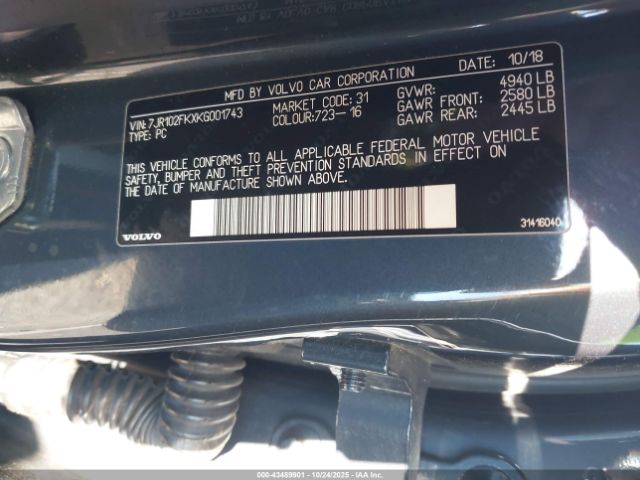 MFD BY VOLVO CAR CORPORATION DATE: 10/18
VIN: 7JR102FKXKG001743 MARKET CODE: 31 GVWR: 4940 LB
TYPE: PC COLOUR:723-16 GAWR FRONT: 2580 LB
GAWR REAR: 2445 LB
THIS VEHICLE CONFORMS TO ALL APPLICABLE FEDERAL MOTOR VEHICLE
SAFETY, BUMPER AND THEFT PREVENTION STANDARDS IN EFFECT ON
THE DATE OF MANUFACTURE SHOWN ABOVE.
VOLVO 31416040
000-43489901 - 10/24/2025 - IAAI.COM